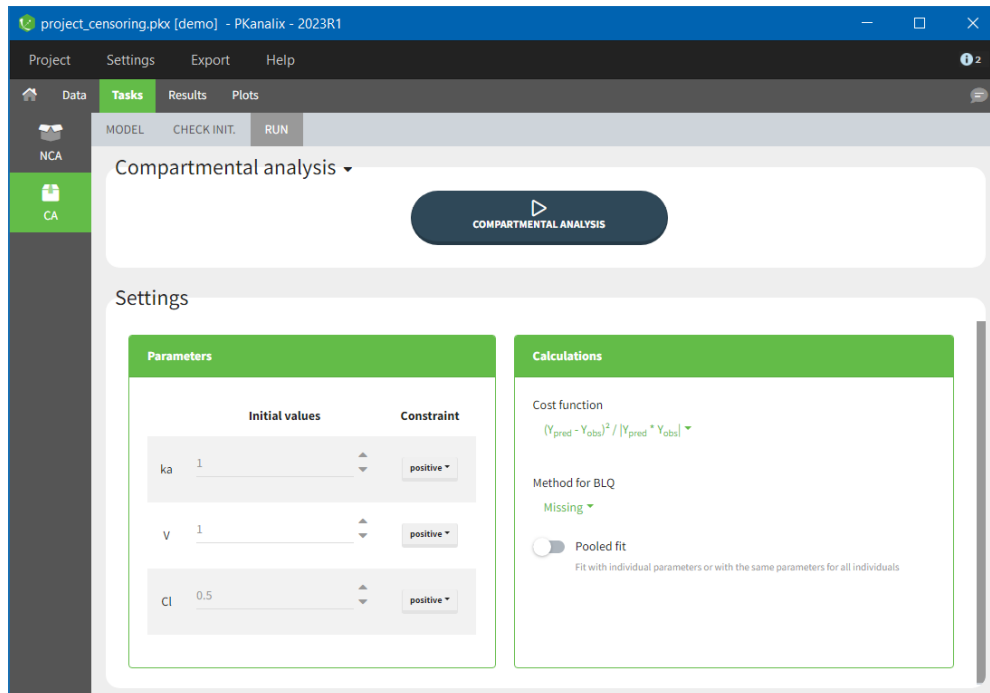 project_censoring.pkx [demo] - PKanalix - 2023R1
Project Settings Export Help
2
Data Tasks Results Plots
MODEL CHECK INIT. RUN
NCA
CA
Compartmental analysis
COMPARTMENTAL ANALYSIS
Settings
Parameters
Initial values Constraint
ka 1 positive
V 1 positive
Cl 0.5 positive
Calculations
Cost function
(Ypred - Yobs)² / |Ypred * Yobs|
Method for BLQ
Missing
Pooled fit
Fit with individual parameters or with the same parameters for all individuals